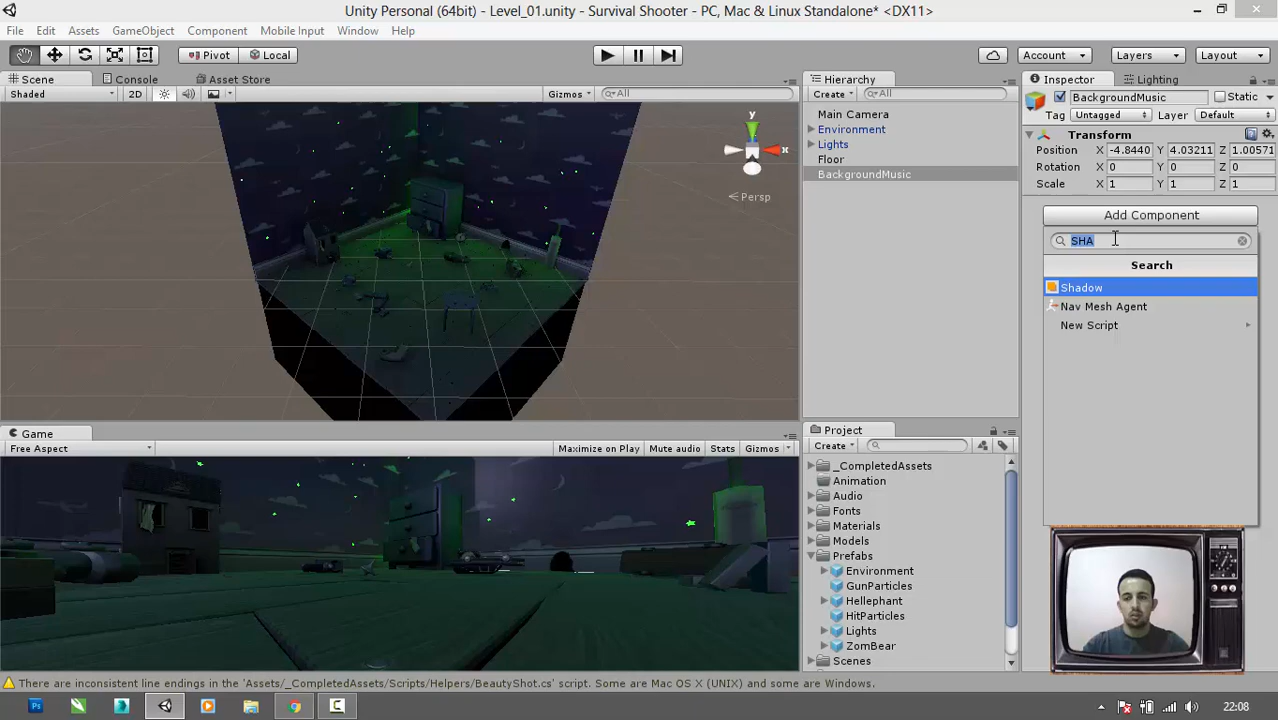 Unity Personal (64bit) - Level_01.unity - Survival Shooter - PC, Mac & Linux Standalone* <DX11>
File Edit Assets GameObject Component Mobile Input Window Help
Pivot Local Account Layers Layout
Scene Console Asset Store
Shaded 2D Gizmos All
y
x
Persp
Game
Free Aspect Maximize on Play Mute audio Stats Gizmos
Hierarchy
Create All
Main Camera
Environment
Lights
Floor
BackgroundMusic
Project
Create
_CompletedAssets
Animation
Audio
Fonts
Materials
Models
Prefabs
Environment
GunParticles
Hellephant
HitParticles
Lights
ZomBear
Scenes
Inspector Lighting
BackgroundMusic Static
Tag Untagged Layer Default
Transform
Position X -4.8440 Y 4.03211 Z 1.00571
Rotation X 0 Y 0 Z 0
Scale X 1 Y 1 Z 1
Add Component
SHA
Search
Shadow
Nav Mesh Agent
New Script
There are inconsistent line endings in the 'Assets/_CompletedAssets/Scripts/Helpers/BeautyShot.cs' script. Some are Mac OS X (UNIX) and some are Windows.
22:08